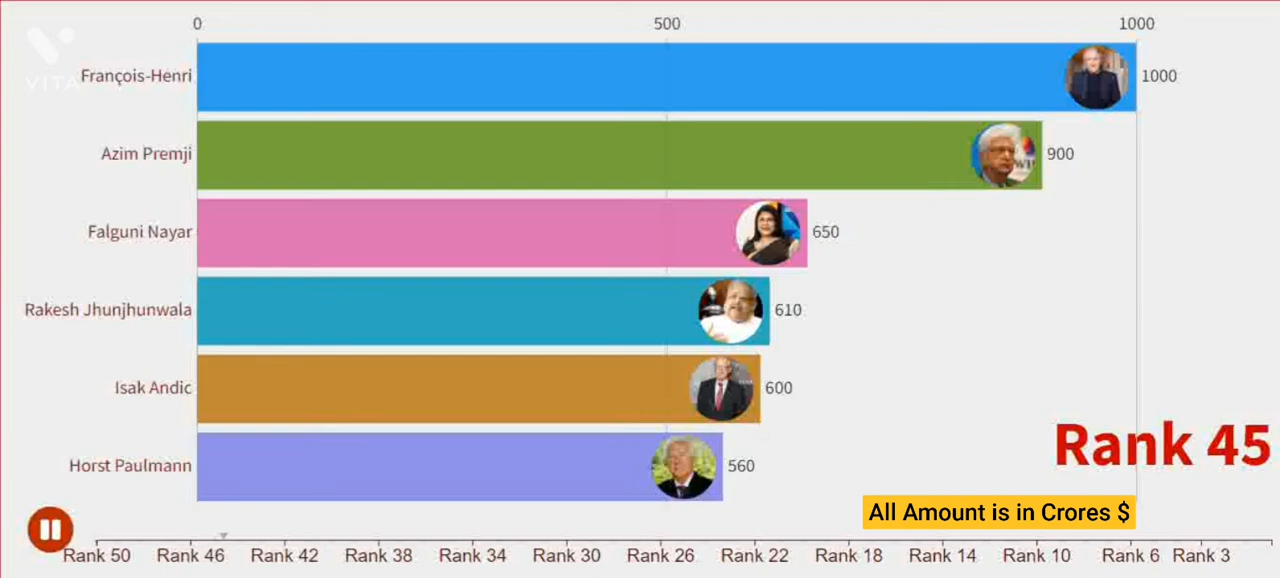 0 500 1000
VITA
François-Henri 1000
Azim Premji 900
Falguni Nayar 650
Rakesh Jhunjhunwala 610
Isak Andic 600
Horst Paulmann 560
Rank 45
All Amount is in Crores $
Rank 50 Rank 46 Rank 42 Rank 38 Rank 34 Rank 30 Rank 26 Rank 22 Rank 18 Rank 14 Rank 10 Rank 6 Rank 3